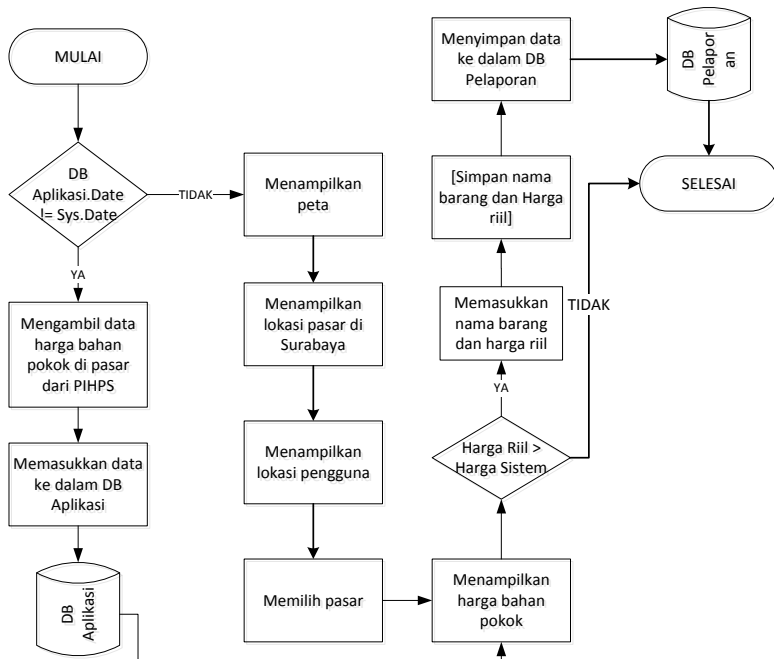 MULAI
DB
Aplikasi.Date
!= Sys.Date
TIDAK
YA
Mengambil data
harga bahan
pokok di pasar
dari PIHPS
Memasukkan data
ke dalam DB
Aplikasi
DB
Aplikasi
Menampilkan
peta
Menampilkan
lokasi pasar di
Surabaya
Menampilkan
lokasi pengguna
Memilih pasar
Menampilkan
harga bahan
pokok
Harga Riil >
Harga Sistem
YA
TIDAK
Memasukkan
nama barang
dan harga riil
[Simpan nama
barang dan Harga
riil]
Menyimpan data
ke dalam DB
Pelaporan
DB
Pelapor
an
SELESAI